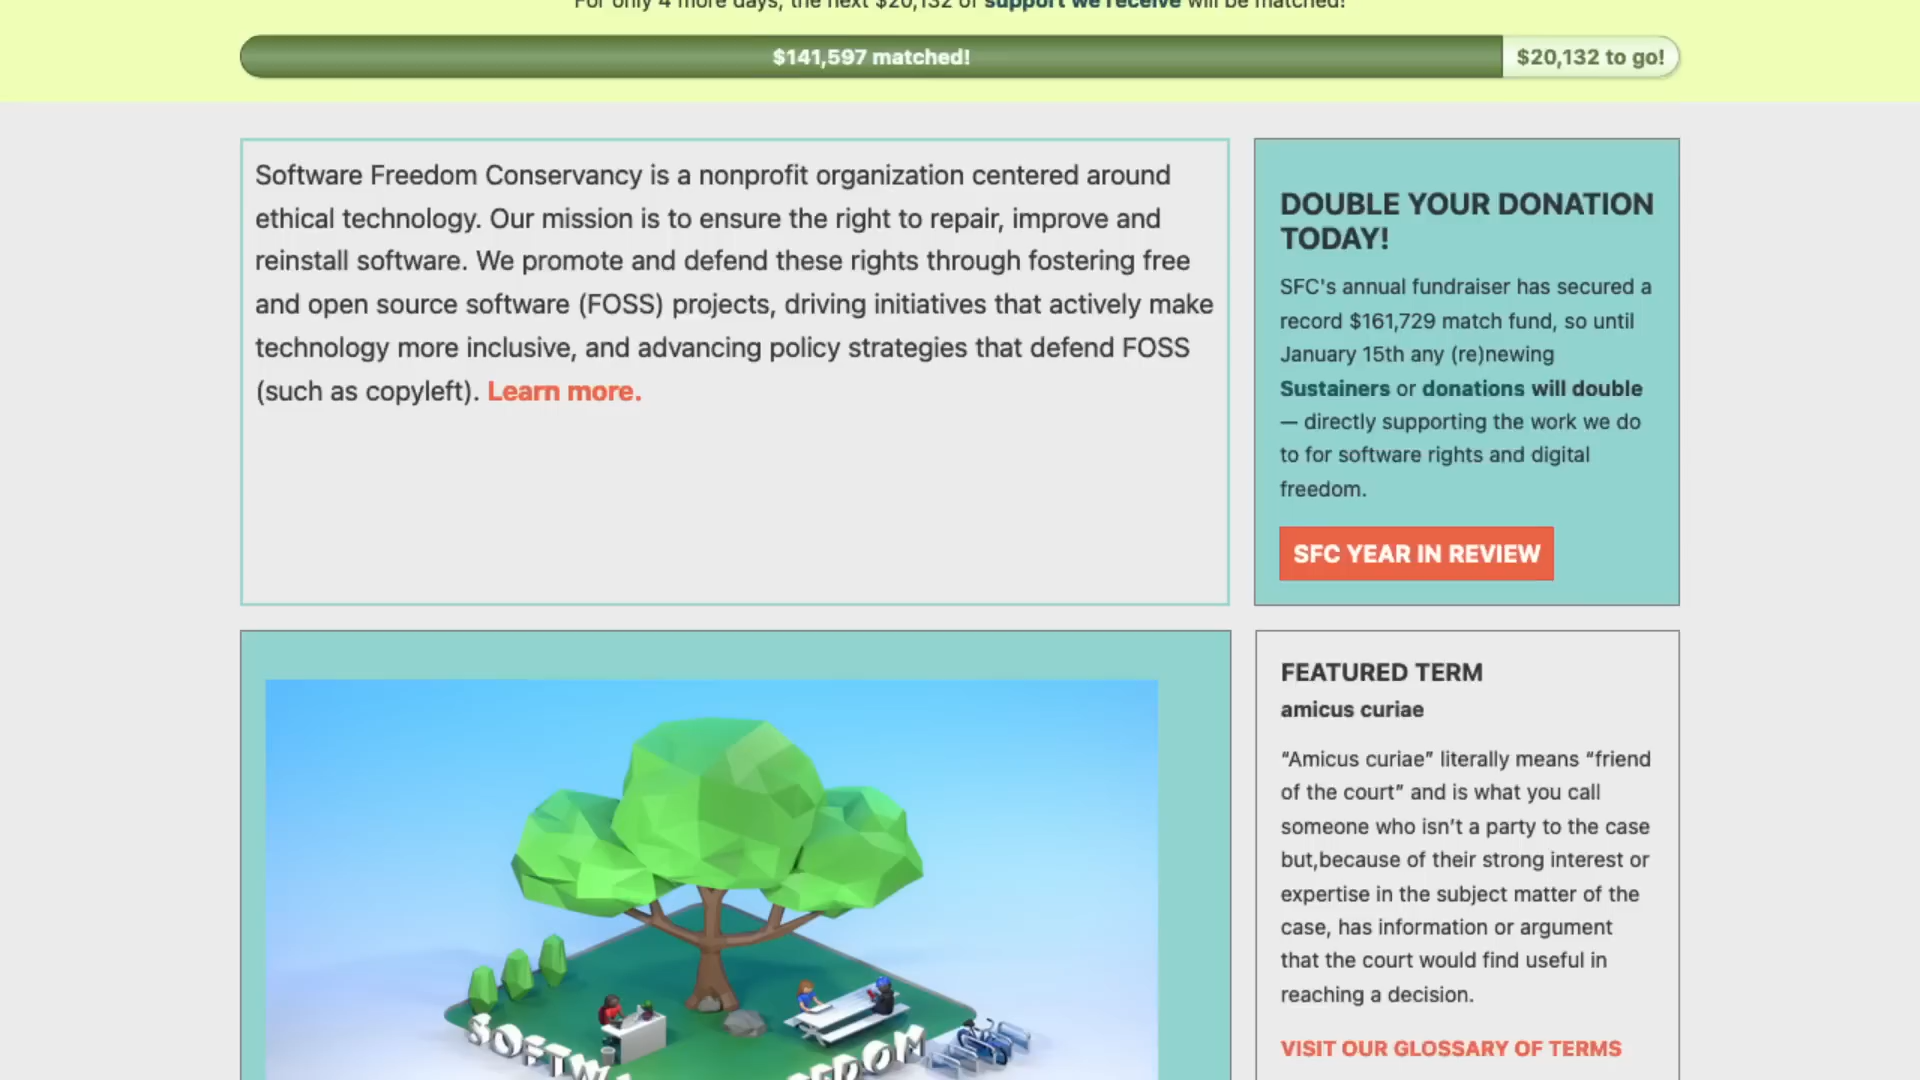 For only 4 more days, the next $20,132 of support we receive will be matched!
$141,597 matched!
$20,132 to go!
Software Freedom Conservancy is a nonprofit organization centered around
ethical technology. Our mission is to ensure the right to repair, improve and
reinstall software. We promote and defend these rights through fostering free
and open source software (FOSS) projects, driving initiatives that actively make
technology more inclusive, and advancing policy strategies that defend FOSS
(such as copyleft). Learn more.
DOUBLE YOUR DONATION
TODAY!
SFC's annual fundraiser has secured a
record $161,729 match fund, so until
January 15th any (re)newing
Sustainers or donations will double
— directly supporting the work we do
to for software rights and digital
freedom.
SFC YEAR IN REVIEW
FEATURED TERM
amicus curiae
“Amicus curiae” literally means “friend
of the court” and is what you call
someone who isn’t a party to the case
but,because of their strong interest or
expertise in the subject matter of the
case, has information or argument
that the court would find useful in
reaching a decision.
VISIT OUR GLOSSARY OF TERMS